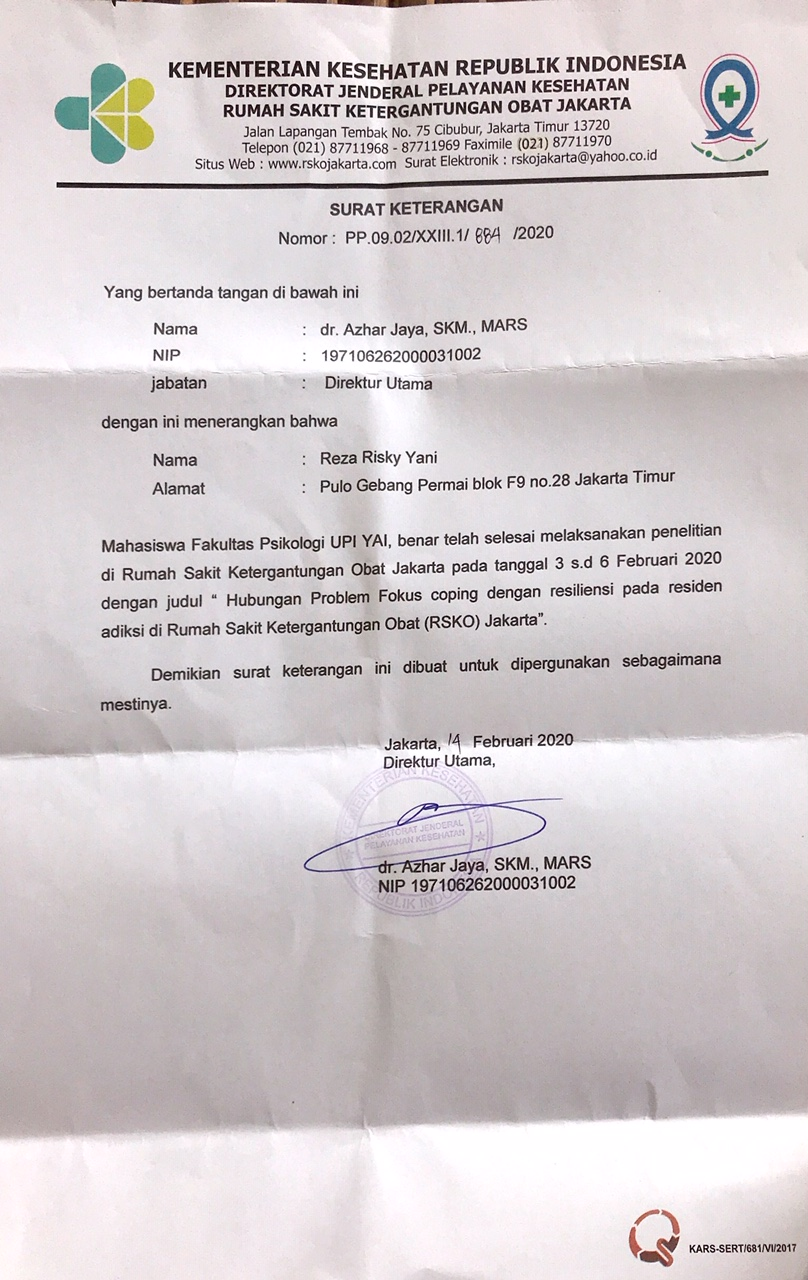 KEMENTERIAN KESEHATAN REPUBLIK INDONESIA
DIREKTORAT JENDERAL PELAYANAN KESEHATAN
RUMAH SAKIT KETERGANTUNGAN OBAT JAKARTA
Jalan Lapangan Tembak No. 75 Cibubur, Jakarta Timur 13720
Telepon (021) 87711968 - 87711969 Faximile (021) 87711970
Situs Web : www.rskojakarta.com Surat Elektronik : rskojakarta@yahoo.co.id
SURAT KETERANGAN
Nomor : PP.09.02/XXIII.1/ 884 /2020
Yang bertanda tangan di bawah ini
Nama : dr. Azhar Jaya, SKM., MARS
NIP : 197106262000031002
jabatan : Direktur Utama
dengan ini menerangkan bahwa
Nama : Reza Risky Yani
Alamat : Pulo Gebang Permai blok F9 no.28 Jakarta Timur
Mahasiswa Fakultas Psikologi UPI YAI, benar telah selesai melaksanakan penelitian
di Rumah Sakit Ketergantungan Obat Jakarta pada tanggal 3 s.d 6 Februari 2020
dengan judul “ Hubungan Problem Fokus coping dengan resiliensi pada residen
adiksi di Rumah Sakit Ketergantungan Obat (RSKO) Jakarta”.
Demikian surat keterangan ini dibuat untuk dipergunakan sebagaimana
mestinya.
Jakarta, 14 Februari 2020
Direktur Utama,
KEMENTERIAN KESEHATAN
DIREKTORAT JENDERAL
PELAYANAN KESEHATAN
REPUBLIK INDONESIA
dr. Azhar Jaya, SKM., MARS
NIP 197106262000031002
KARS-SERT/681/VI/2017